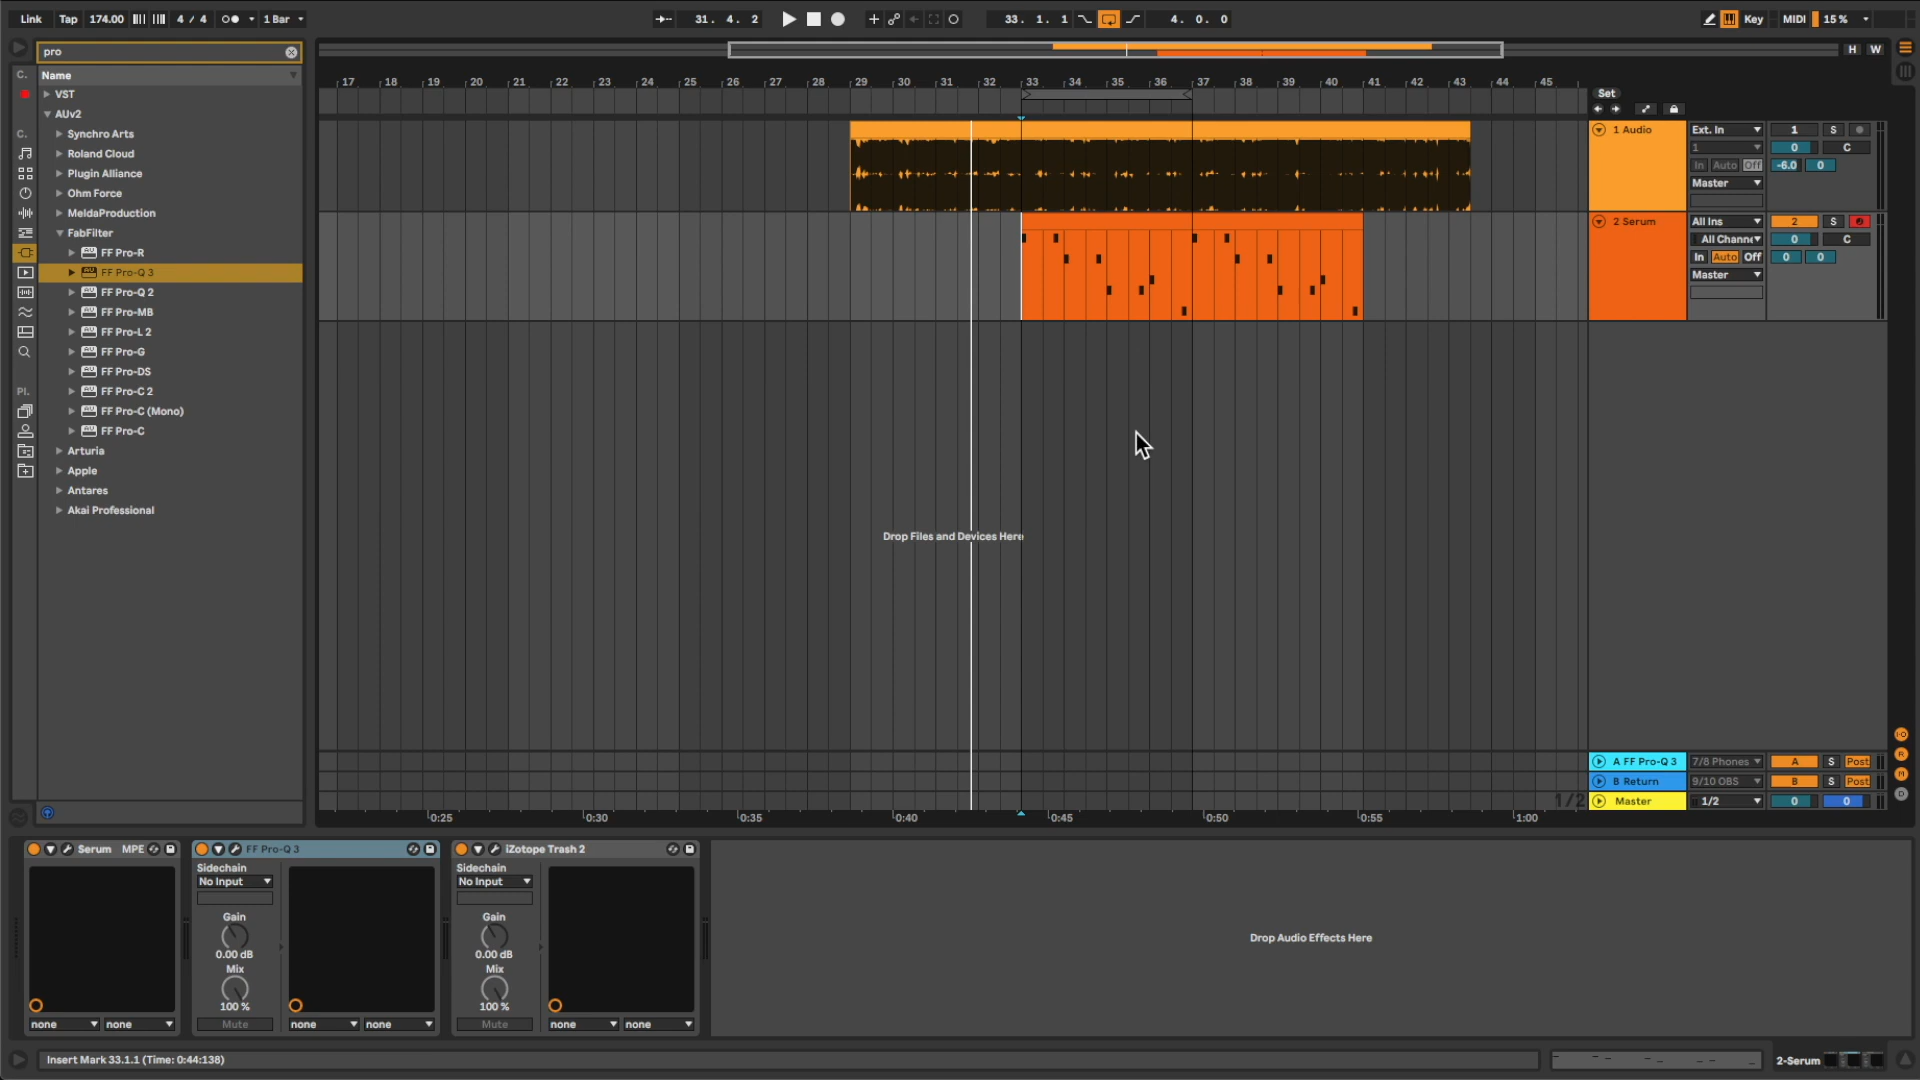 Link Tap 174.00 4 / 4 1 Bar 31. 4. 2 33. 1. 1 4. 0. 0 Key MIDI 15 %
pro
H W
C. Name
VST
AUv2
C. Synchro Arts
Roland Cloud
Plugin Alliance
Ohm Force
MeldaProduction
FabFilter
FF Pro-R
FF Pro-Q 3
FF Pro-Q 2
FF Pro-MB
FF Pro-L 2
FF Pro-G
FF Pro-DS
Pl. FF Pro-C 2
FF Pro-C (Mono)
FF Pro-C
Arturia
Apple
Antares
Akai Professional
17 18 19 20 21 22 23 24 25 26 27 28 29 30 31 32 33 34 35 36 37 38 39 40 41 42 43 44 45
Set
1 Audio Ext. In 1 S
1 0 C
In Auto Off -6.0 0
Master
2 Serum All Ins 2 S
All Channe 0 C
In Auto Off 0 0
Master
Drop Files and Devices Here
A FF Pro-Q 3 7/8 Phones A S Post
B Return 9/10 OBS B S Post
1/2 Master 1/2 0 0
0:25 0:30 0:35 0:40 0:45 0:50 0:55 1:00
Serum MPE
FF Pro-Q 3
Sidechain
No Input
Gain
0.00 dB
Mix
100 %
Mute
iZotope Trash 2
Sidechain
No Input
Gain
0.00 dB
Mix
100 %
Mute
none none none none none none
Drop Audio Effects Here
Insert Mark 33.1.1 (Time: 0:44:138)
2-Serum